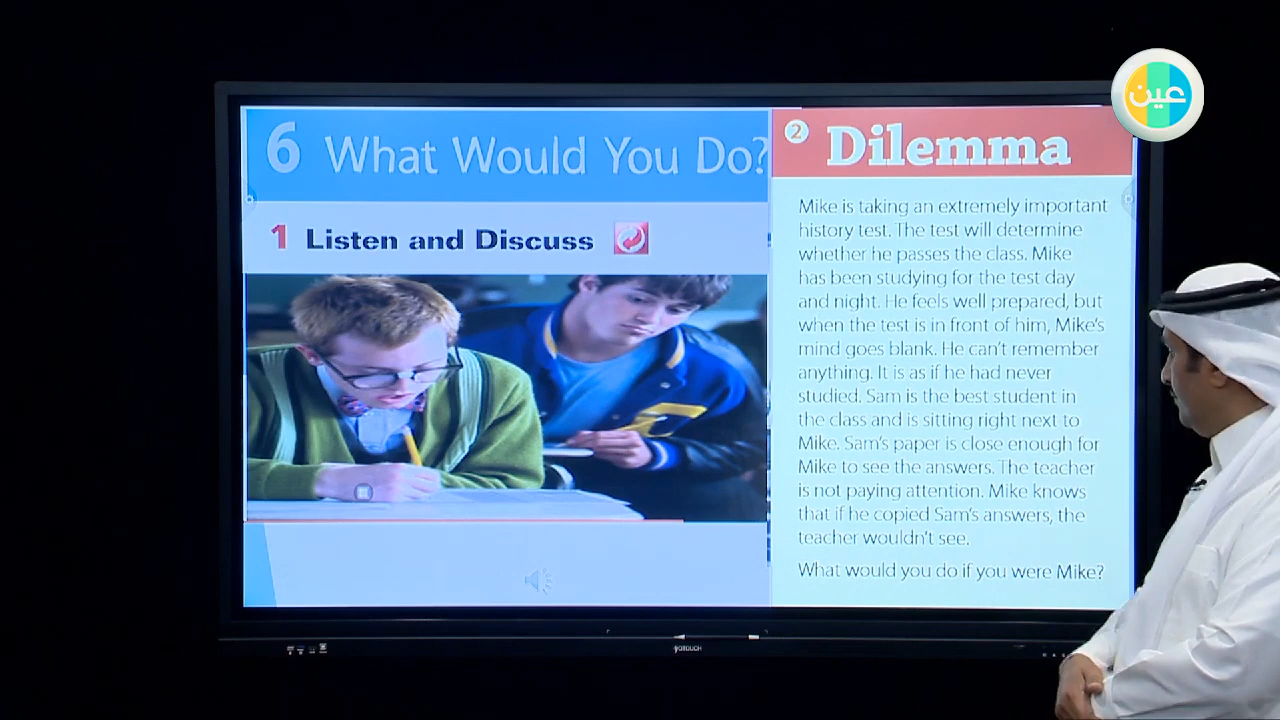 عين
6 What Would You Do?
1 Listen and Discuss
2 Dilemma
Mike is taking an extremely important
history test. The test will determine
whether he passes the class. Mike
has been studying for the test day
and night. He feels well prepared, but
when the test is in front of him, Mike's
mind goes blank. He can't remember
anything. It is as if he had never
studied. Sam is the best student in
the class and is sitting right next to
Mike. Sam's paper is close enough for
Mike to see the answers. The teacher
is not paying attention. Mike knows
that if he copied Sam's answers, the
teacher wouldn't see.
What would you do if you were Mike?